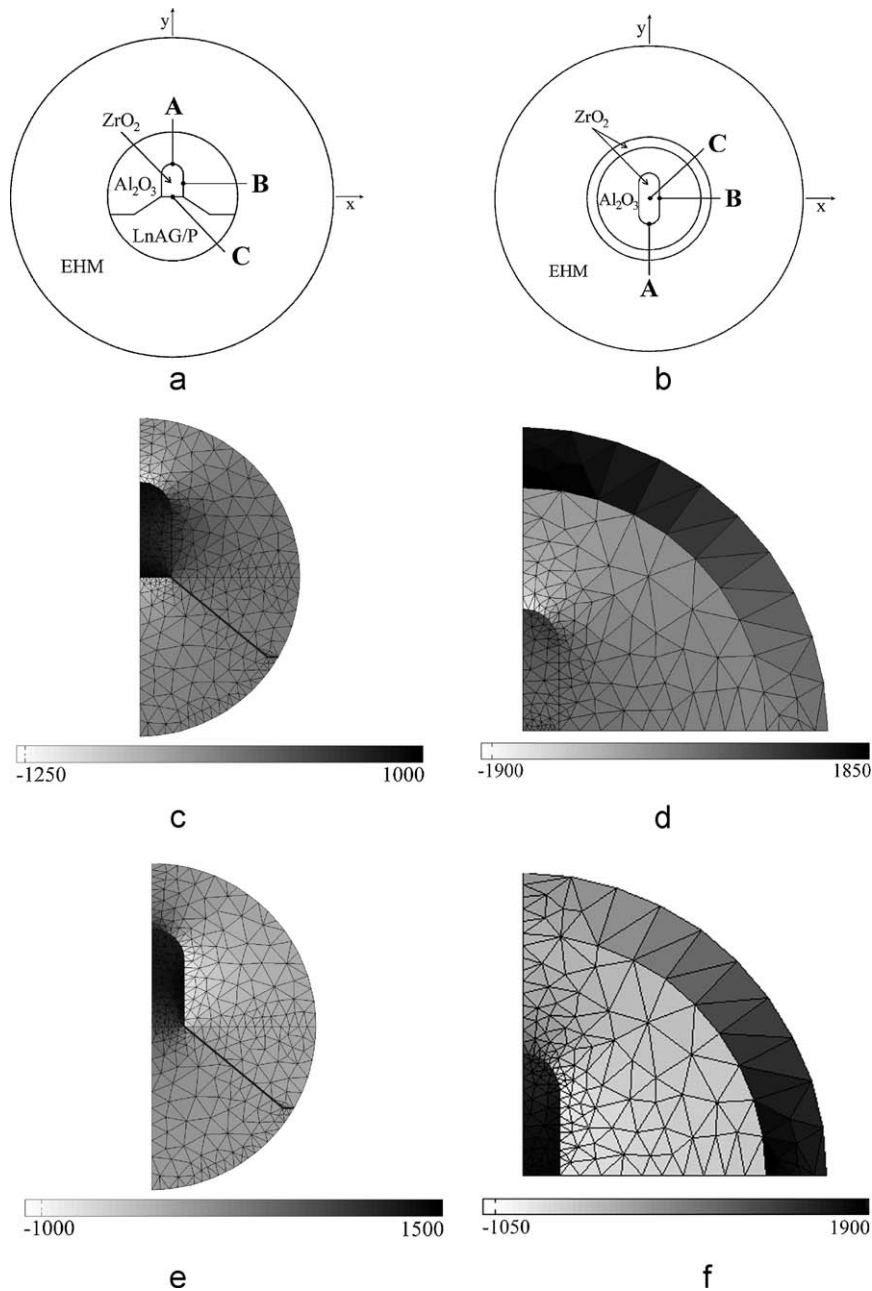 y
A
ZrO₂
Al₂O₃
B
x
LnAG/P
C
EHM
a
y
ZrO₂
C
Al₂O₃
B
x
EHM
A
b
-1250 1000
c
-1900 1850
d
-1000 1500
e
-1050 1900
f